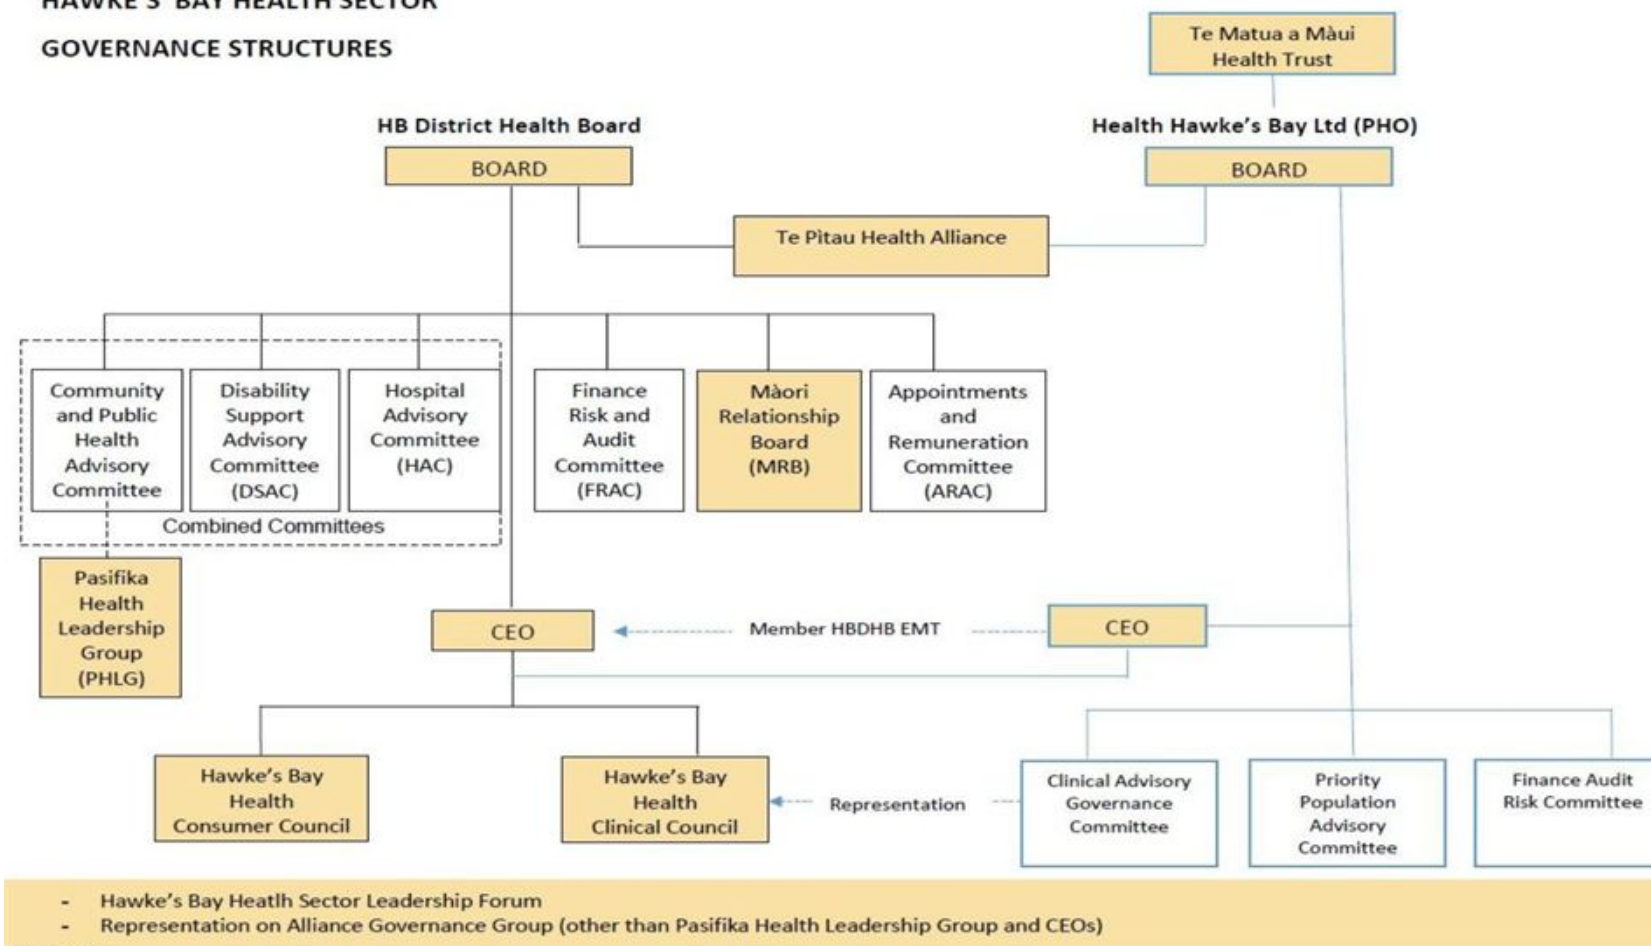 HAWKE'S BAY HEALTH SECTOR
GOVERNANCE STRUCTURES
Te Matua a Màui
Health Trust
HB District Health Board
Health Hawke's Bay Ltd (PHO)
BOARD
BOARD
Te Pìtau Health Alliance
Community
and Public
Health
Advisory
Committee
Disability
Support
Advisory
Committee
(DSAC)
Hospital
Advisory
Committee
(HAC)
Finance
Risk and
Audit
Committee
(FRAC)
Màori
Relationship
Board
(MRB)
Appointments
and
Remuneration
Committee
(ARAC)
Combined Committees
Pasifika
Health
Leadership
Group
(PHLG)
CEO
Member HBDHB EMT
CEO
Hawke's Bay
Health
Consumer Council
Hawke's Bay
Health
Clinical Council
Representation
Clinical Advisory
Governance
Committee
Priority
Population
Advisory
Committee
Finance Audit
Risk Committee
- Hawke's Bay Heatlh Sector Leadership Forum
- Representation on Alliance Governance Group (other than Pasifika Health Leadership Group and CEOs)